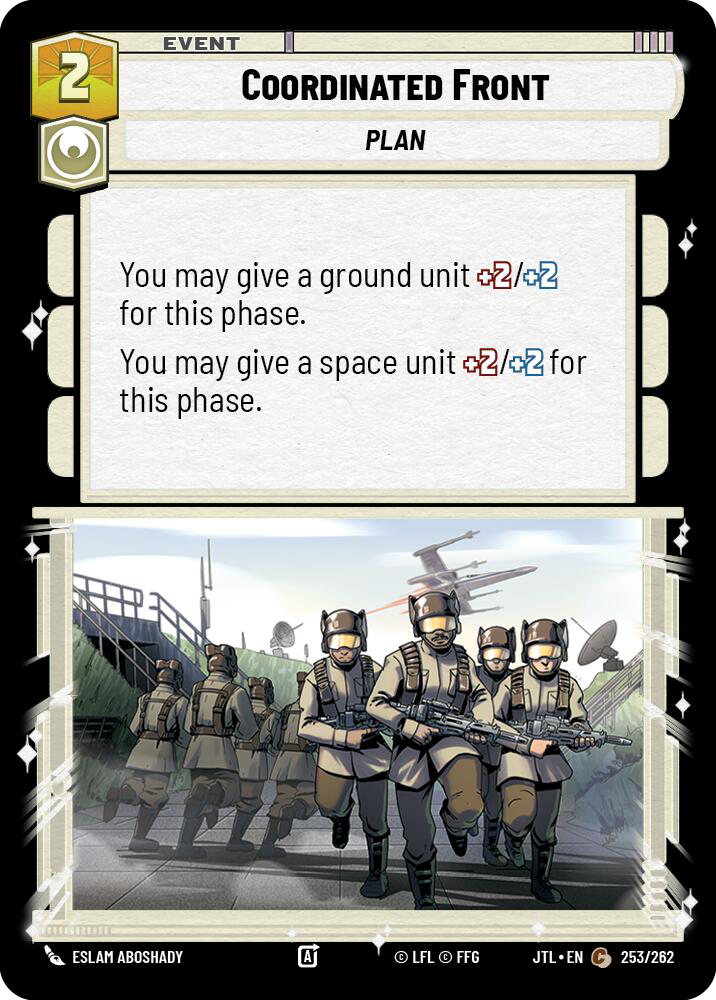 EVENT
2
COORDINATED FRONT
PLAN
You may give a ground unit +2/+2
for this phase.
You may give a space unit +2/+2 for
this phase.
ESLAM ABOSHADY
A
© LFL © FFG
JTL • EN
C
253/262